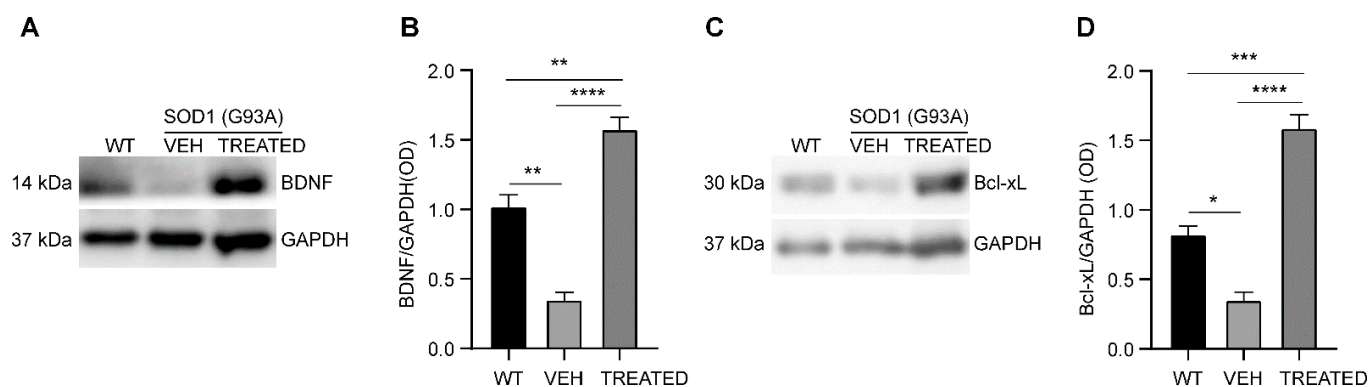 A
SOD1 (G93A)
WT VEH TREATED
14 kDa BDNF
37 kDa GAPDH
B
BDNF/GAPDH(OD)
2.0
1.5
1.0
0.5
0.0
**
****
**
WT VEH TREATED
C
SOD1 (G93A)
WT VEH TREATED
30 kDa Bcl-xL
37 kDa GAPDH
D
Bcl-xL/GAPDH (OD)
2.0
1.5
1.0
0.5
0.0
***
****
*
WT VEH TREATED